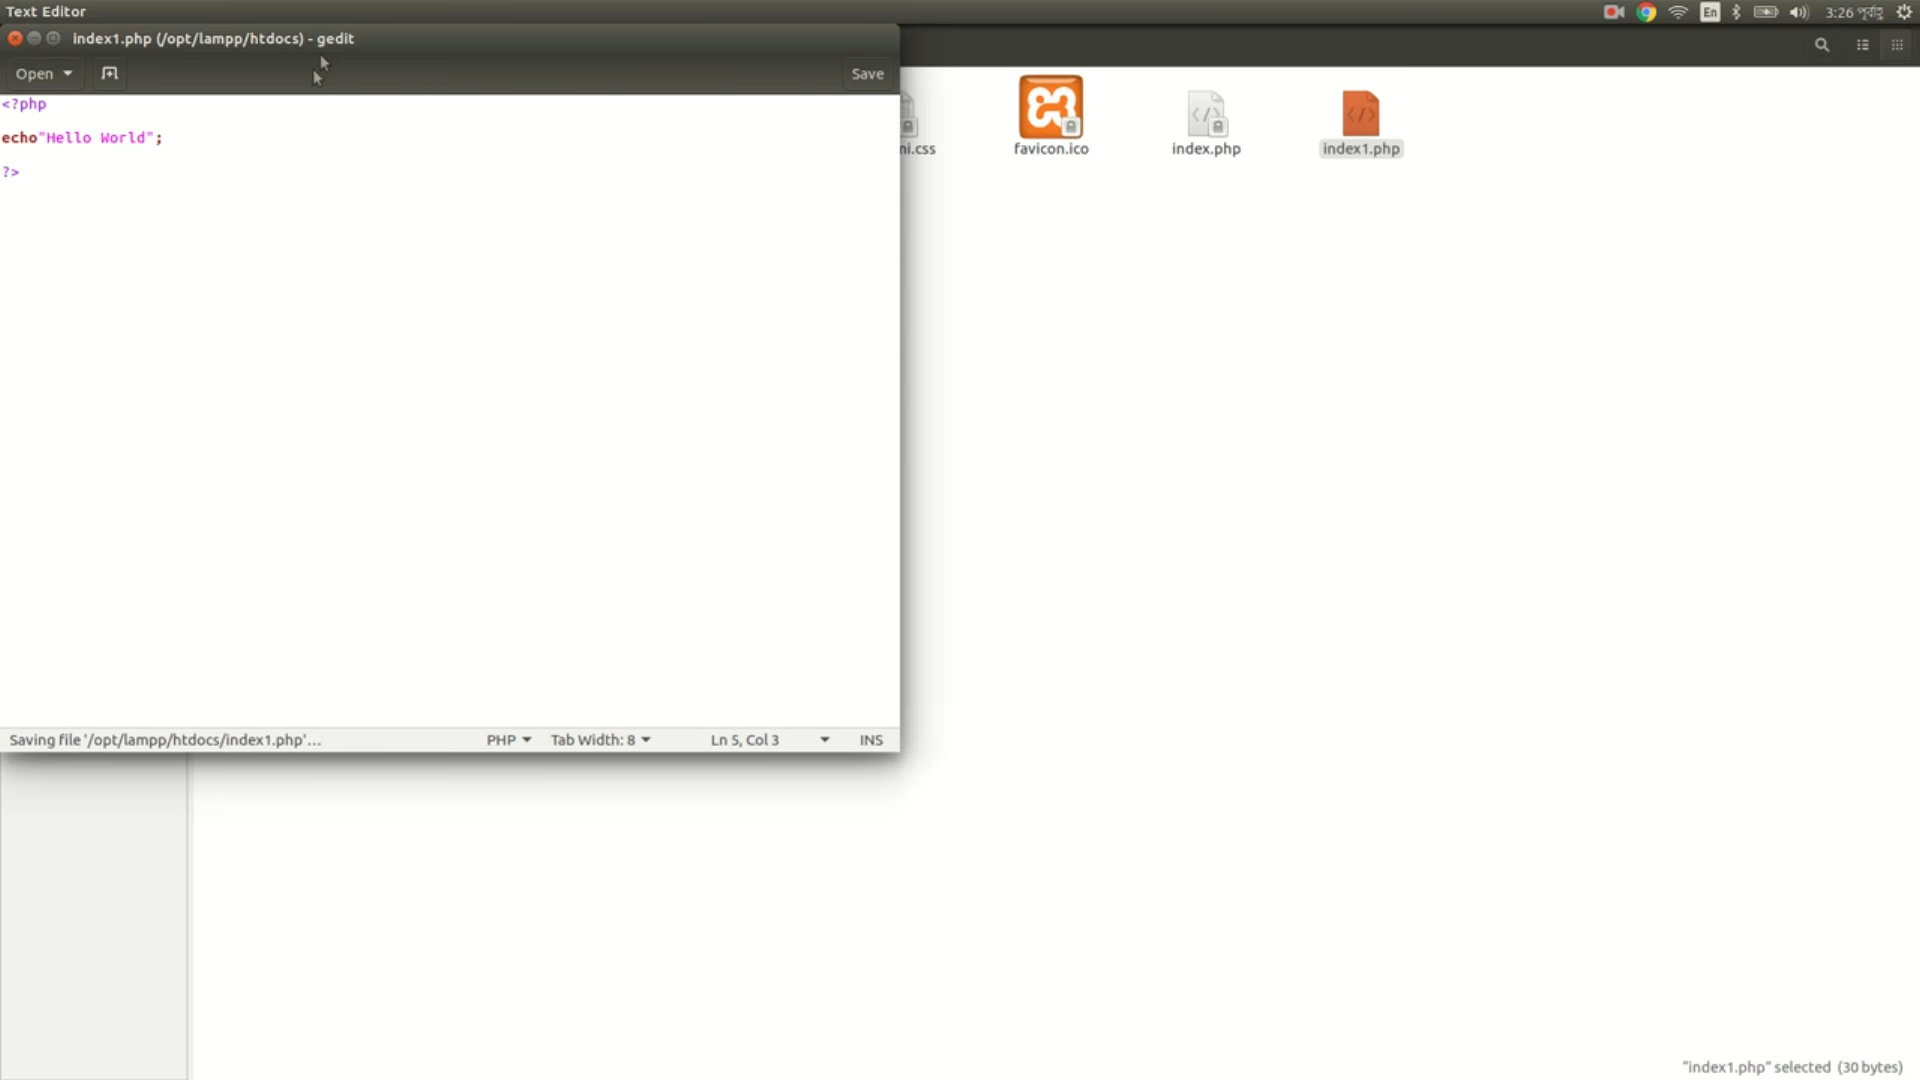 Text Editor
En
3:26 পূর্বাহ্ণ
index1.php (/opt/lampp/htdocs) - gedit
Open
Save
<?php
echo"Hello World";
?>
ni.css
favicon.ico
index.php
index1.php
Saving file '/opt/lampp/htdocs/index1.php'...
PHP
Tab Width: 8
Ln 5, Col 3
INS
"index1.php" selected (30 bytes)